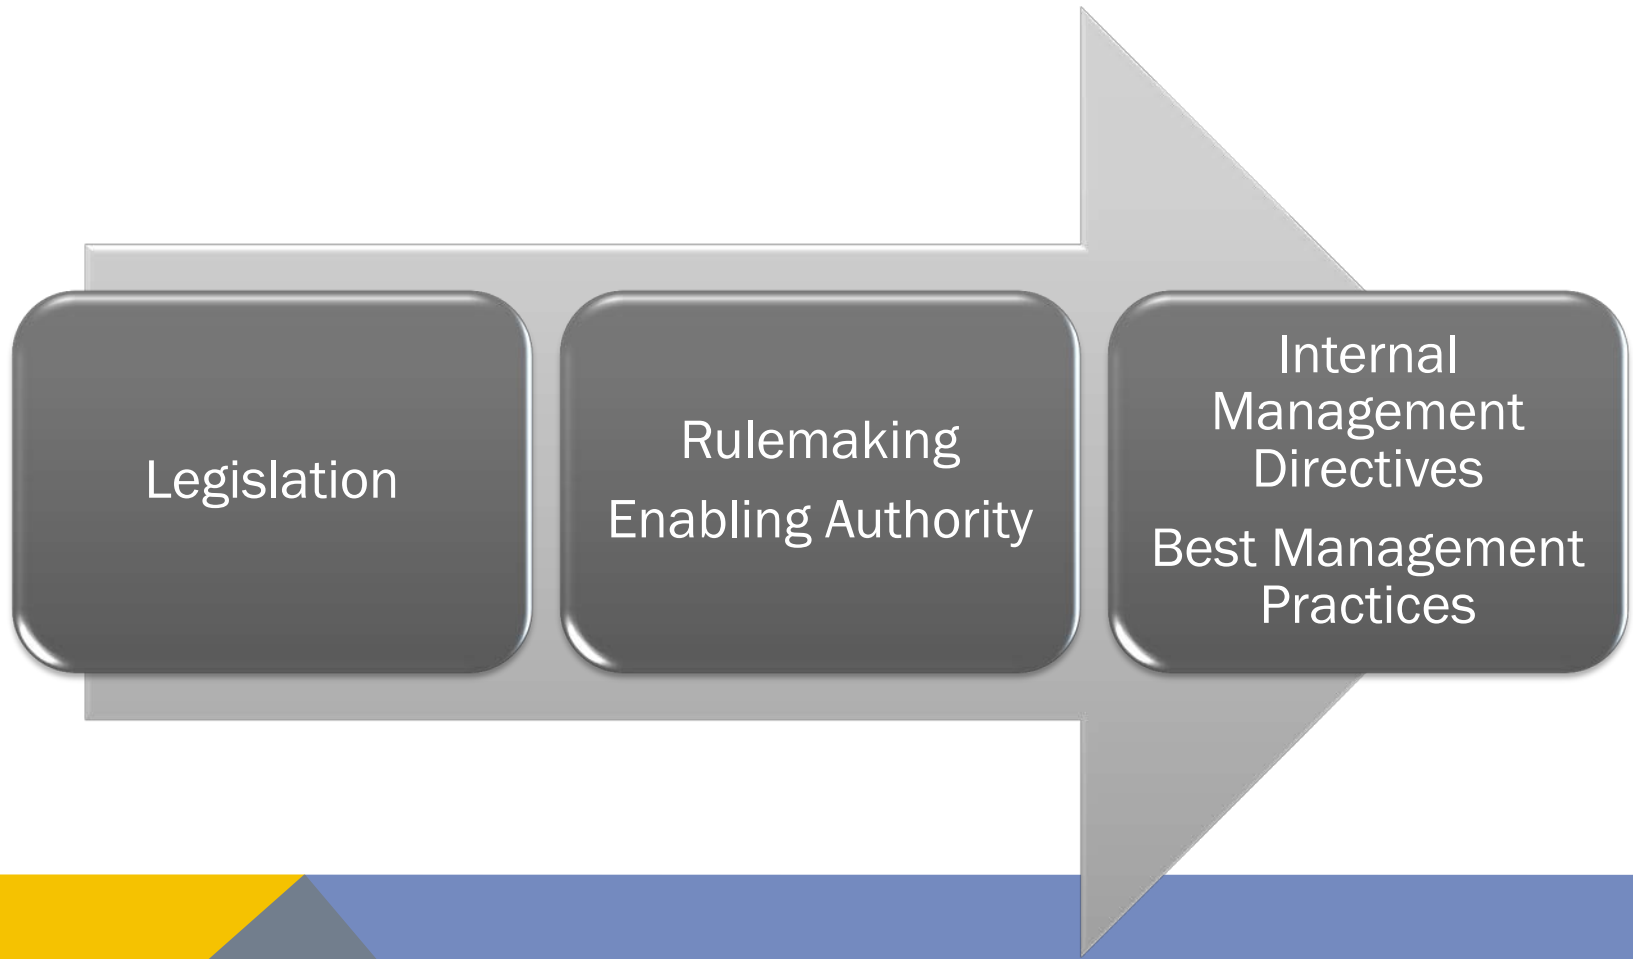 Legislation
Rulemaking
Enabling Authority
Internal
Management
Directives
Best Management
Practices